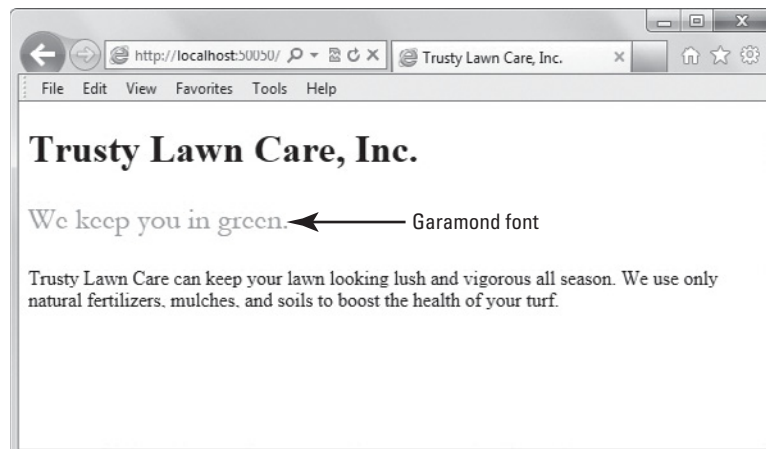 http://localhost:50050/ Trusty Lawn Care, Inc.
File Edit View Favorites Tools Help
Trusty Lawn Care, Inc.
We keep you in green. Garamond font
Trusty Lawn Care can keep your lawn looking lush and vigorous all season. We use only
natural fertilizers, mulches, and soils to boost the health of your turf.